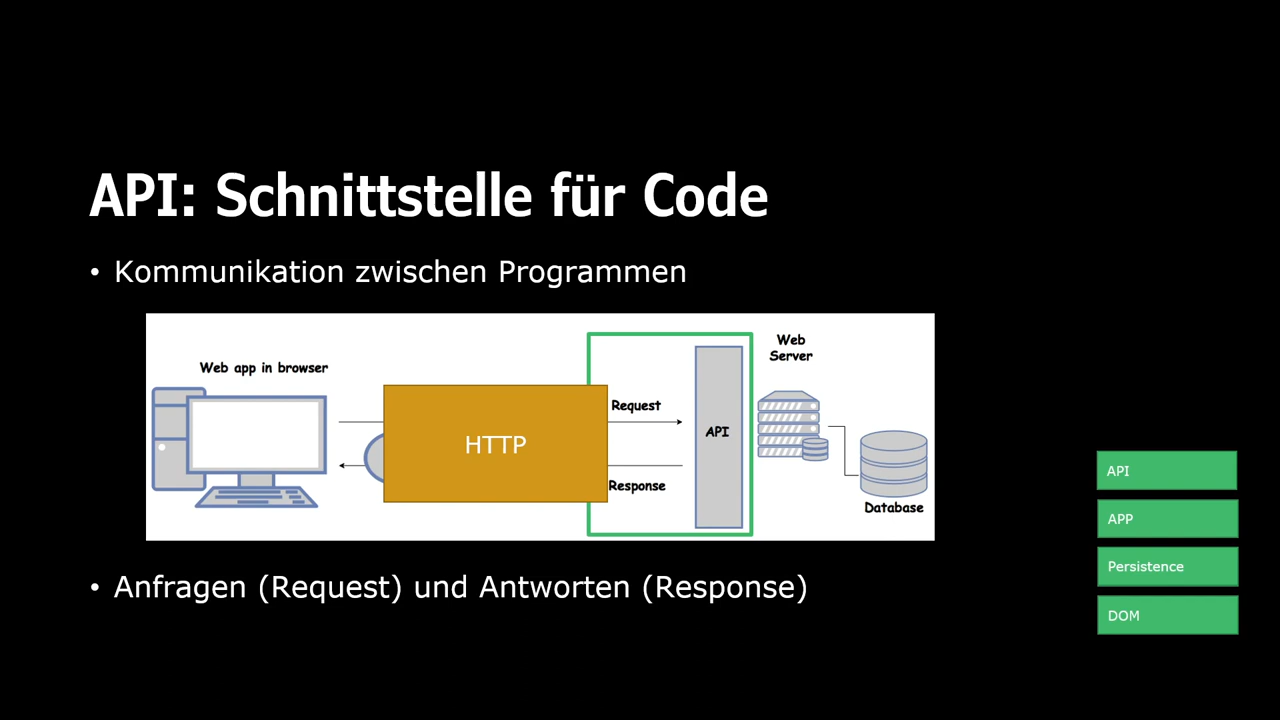 API: Schnittstelle für Code
• Kommunikation zwischen Programmen
Web app in browser
HTTP
Request
Response
API
Web
Server
Database
• Anfragen (Request) und Antworten (Response)
API
APP
Persistence
DOM